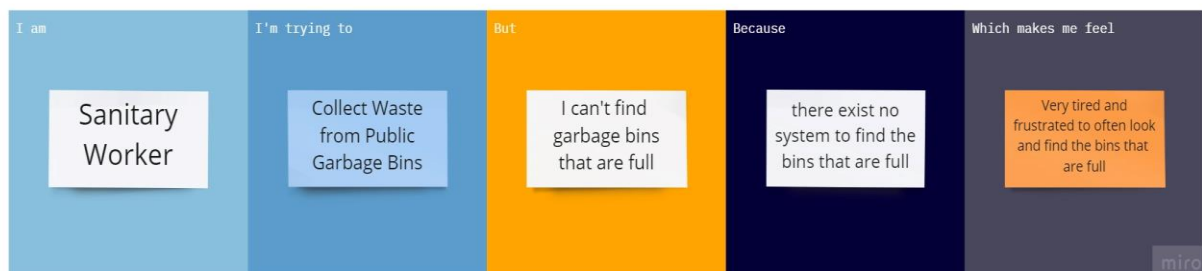 I am
Sanitary
Worker
I'm trying to
Collect Waste
from Public
Garbage Bins
But
I can't find
garbage bins
that are full
Because
there exist no
system to find the
bins that are full
Which makes me feel
Very tired and
frustrated to often look
and find the bins that
are full
miro